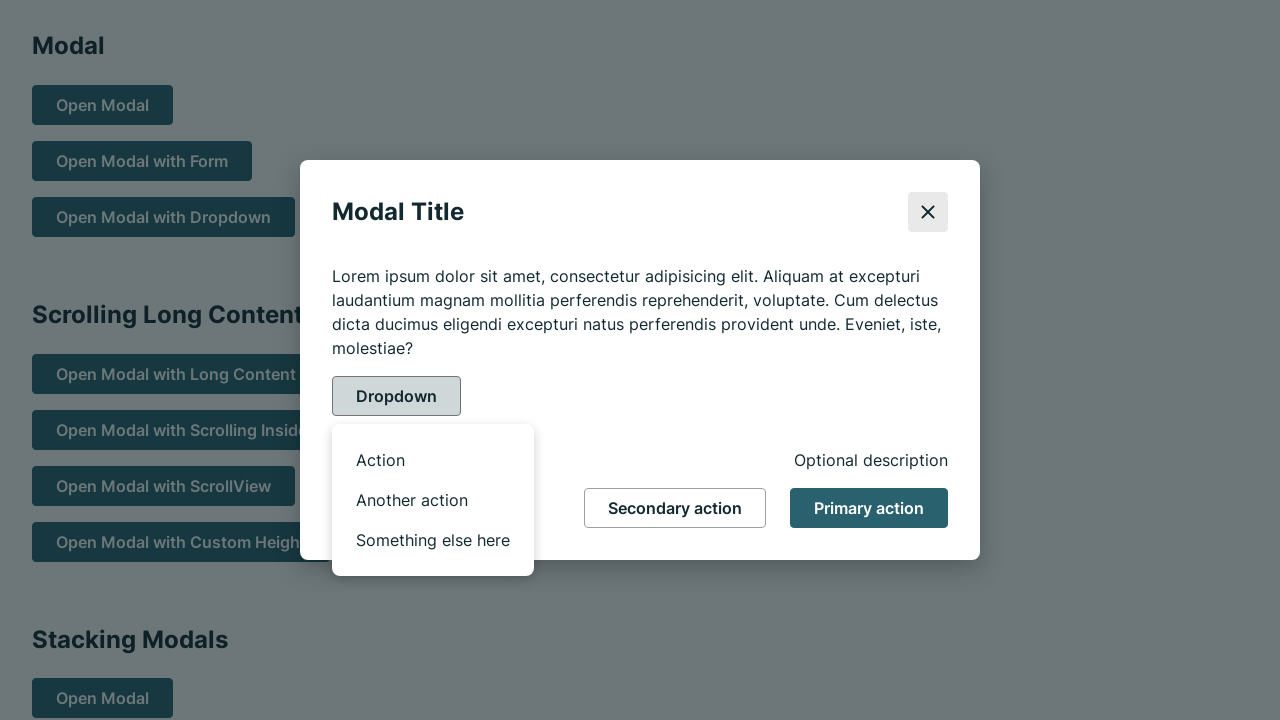 Modal
Open Modal
Open Modal with Form
Open Modal with Dropdown
Scrolling Long Content
Open Modal with Long Content
Open Modal with Scrolling Inside
Open Modal with ScrollView
Open Modal with Custom Heigh
Stacking Modals
Open Modal
Modal Title
Lorem ipsum dolor sit amet, consectetur adipisicing elit. Aliquam at excepturi
laudantium magnam mollitia perferendis reprehenderit, voluptate. Cum delectus
dicta ducimus eligendi excepturi natus perferendis provident unde. Eveniet, iste,
molestiae?
Dropdown
Action
Another action
Something else here
Optional description
Secondary action
Primary action